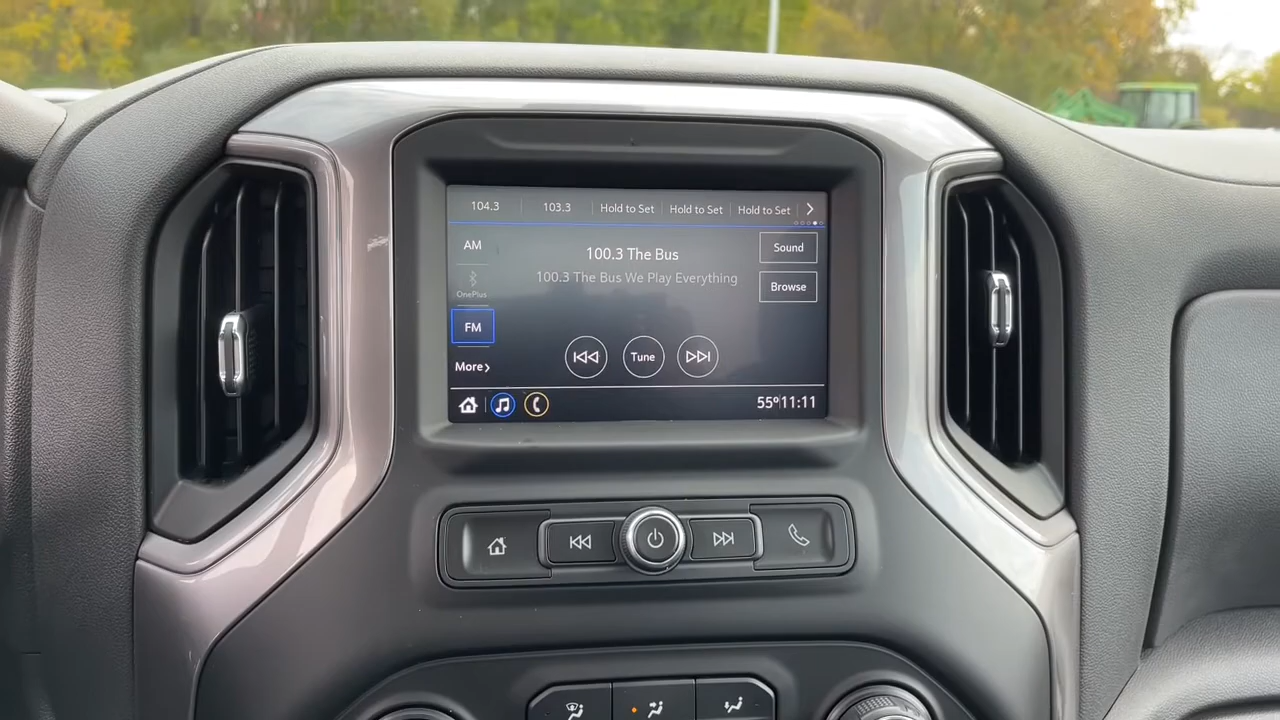 104.3 103.3 Hold to Set Hold to Set Hold to Set
AM
100.3 The Bus
Sound
100.3 The Bus We Play Everything
OnePlus
Browse
FM
Tune
More
55° 11:11